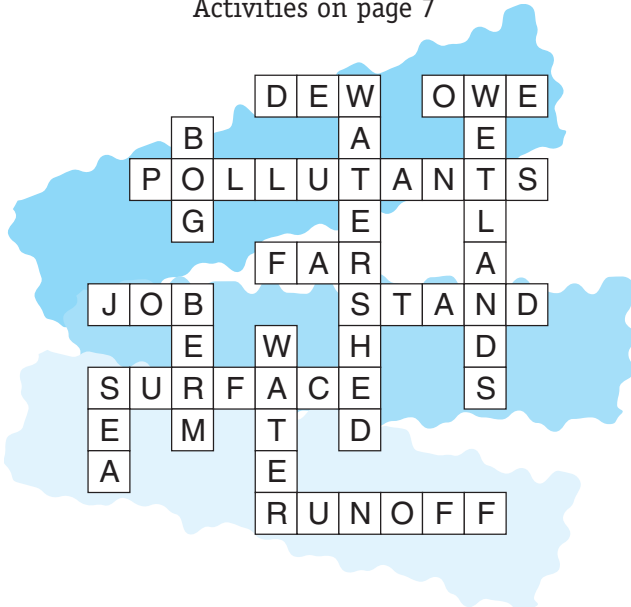 Activities on page 7
D E W O W E
B A E
P O L L U T A N T S
G E L
F A R A
J O B S T A N D
E W H D
S U R F A C E S
E M T D
A E
R U N O F F